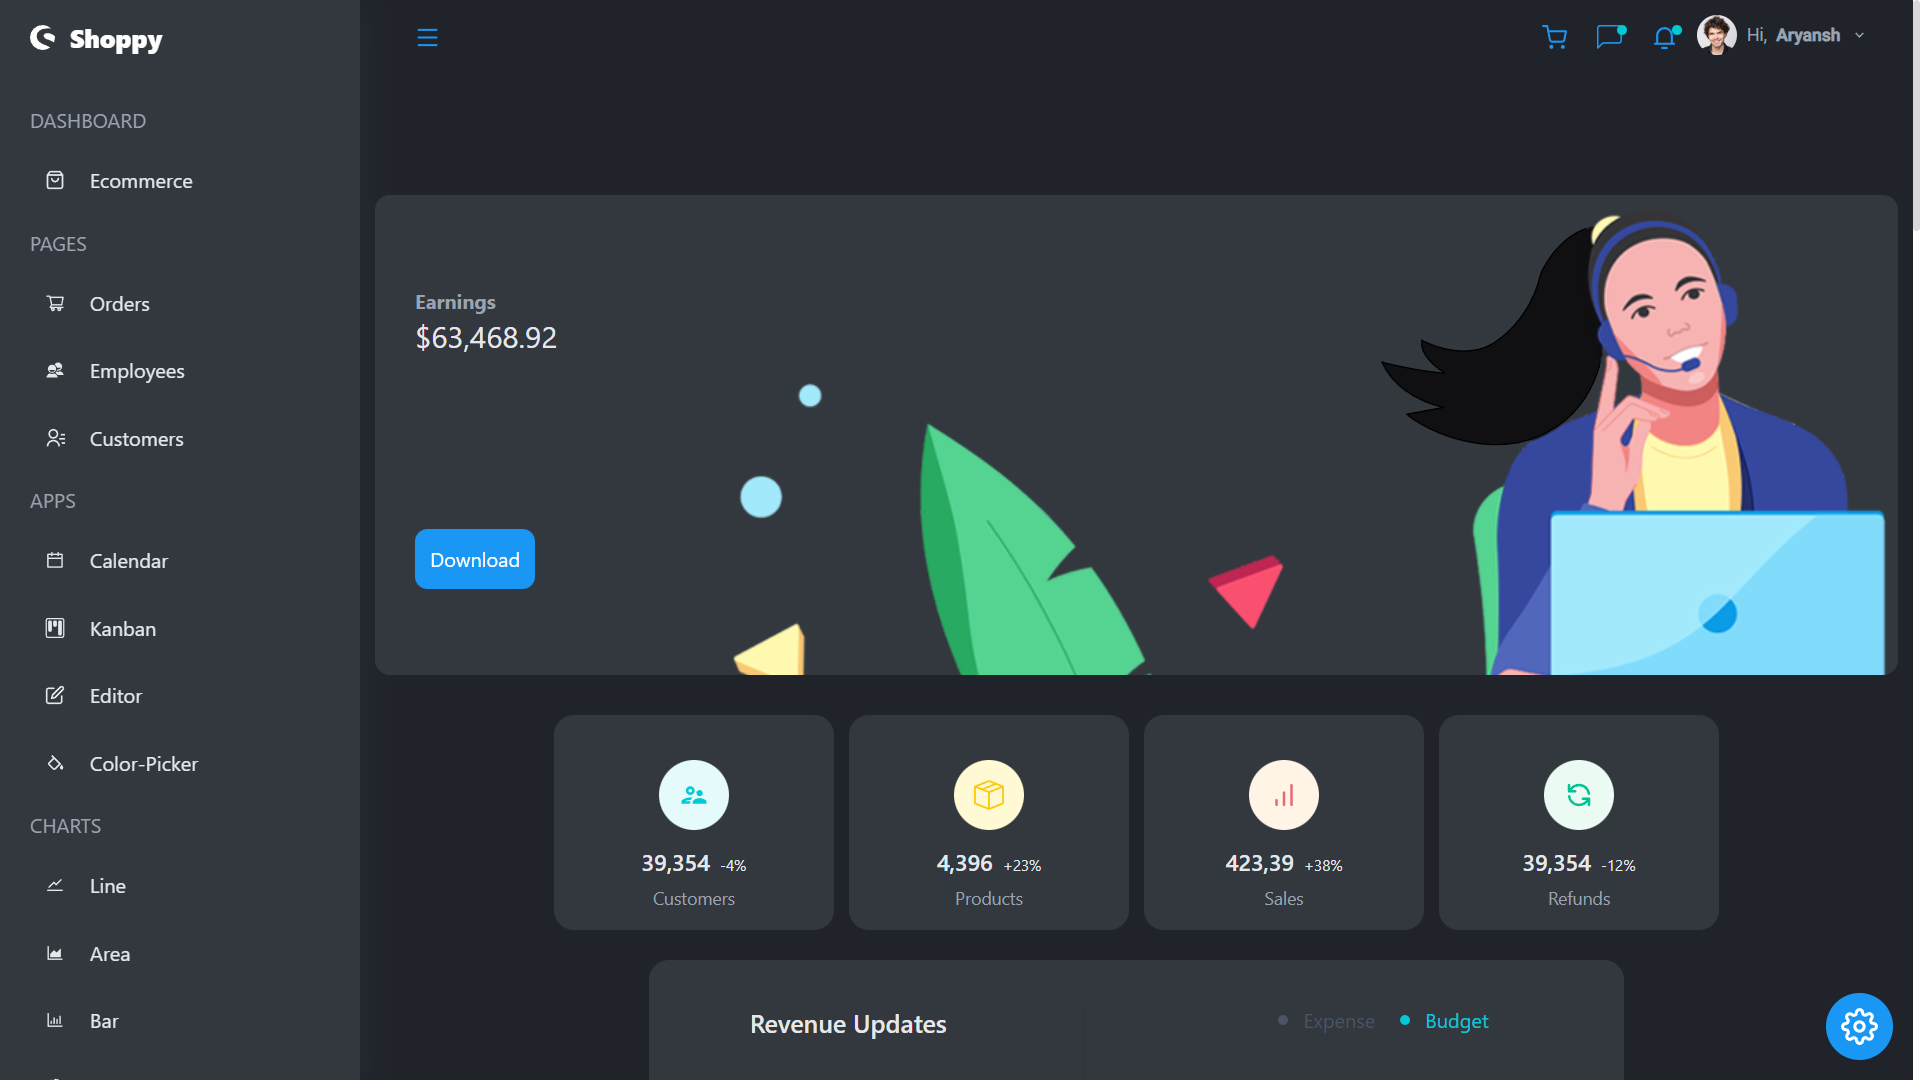 Shoppy
DASHBOARD
Ecommerce
PAGES
Orders
Employees
Customers
APPS
Calendar
Kanban
Editor
Color-Picker
CHARTS
Line
Area
Bar
Hi, Aryansh
Earnings
$63,468.92
Download
39,354 -4%
Customers
4,396 +23%
Products
423,39 +38%
Sales
39,354 -12%
Refunds
Revenue Updates
Expense
Budget